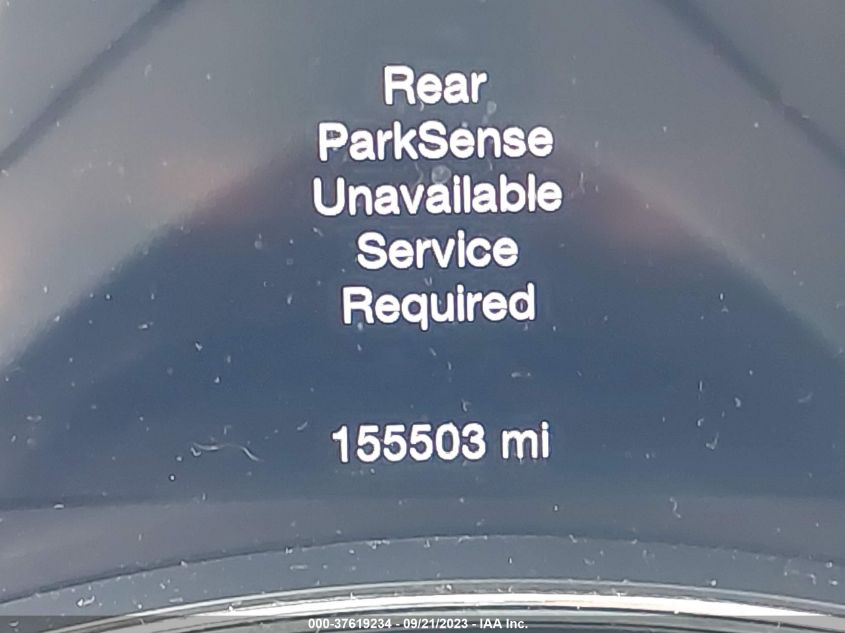 Rear
ParkSense
Unavailable
Service
Required
155503 mi
000-37619234 - 09/21/2023 - IAA Inc.